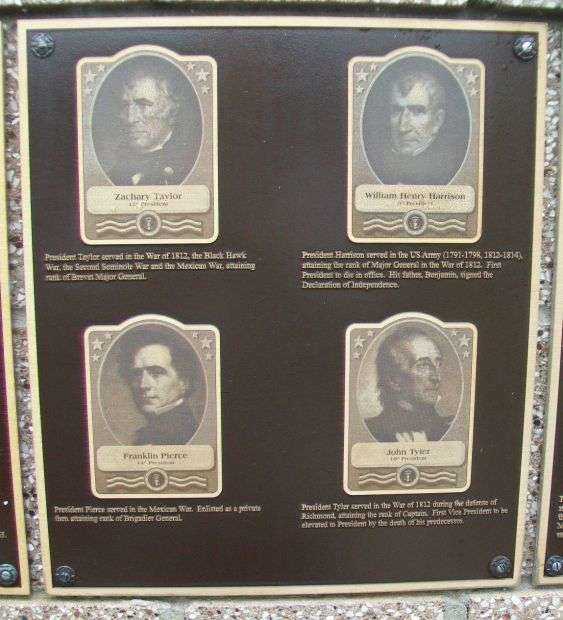 Zachary Taylor
12th President
President Taylor served in the War of 1812, the Black Hawk
War, the Second Seminole War and the Mexican War, attaining
rank of Brevet Major General.
William Henry Harrison
9th President
President Harrison served in the US Army (1791-1798, 1812-1814),
attaining the rank of Major General in the War of 1812. First
President to die in office. His father, Benjamin, signed the
Declaration of Independence.
Franklin Pierce
14th President
President Pierce served in the Mexican War. Enlisted as a private
then attaining rank of Brigadier General.
John Tyler
10th President
President Tyler served in the War of 1812 during the defense of
Richmond, attaining the rank of Captain. First Vice President to be
elevated to President by the death of his predecessor.